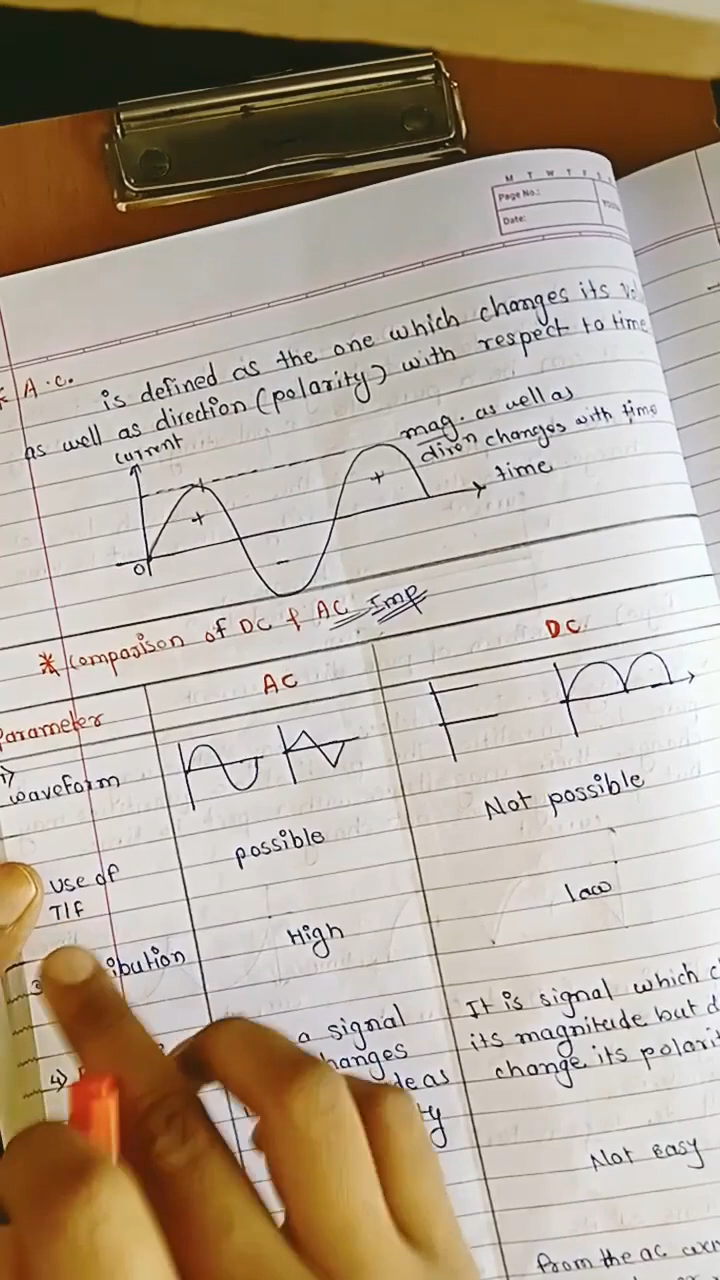 M T W T F S
Page No.:
Date:
* A.C.
is defined as the one which changes its
as well as direction (polarity) with respect to time
current
mag. as well as
diron changes with time
time
+
+
-
0
* Comparison of DC & AC Imp
Parameter AC DC
1) waveform
Use of T/F possible Not possible
High low
4)
a signal
It is signal which
its magnitude but
change its
Not easy
from the ac